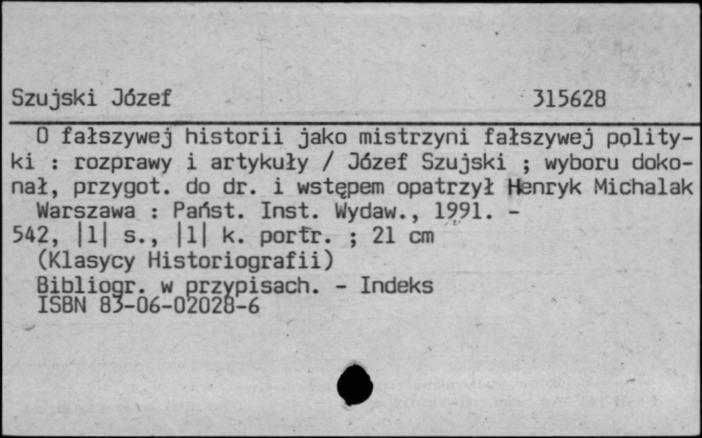 Szujski Józef 315628
O fałszywej historii jako mistrzyni fałszywej polity-
ki : rozprawy i artykuły / Józef Szujski ; wyboru doko-
nał, przygot. do dr. i wstępem opatrzył Henryk Michalak
Warszawa : Państ. Inst. Wydaw., 1991. -
542, |1| s., |1| k. portr. ; 21 cm
(Klasycy Historiografii)
Bibliogr. w przypisach. - Indeks
ISBN 83-06-02028-6